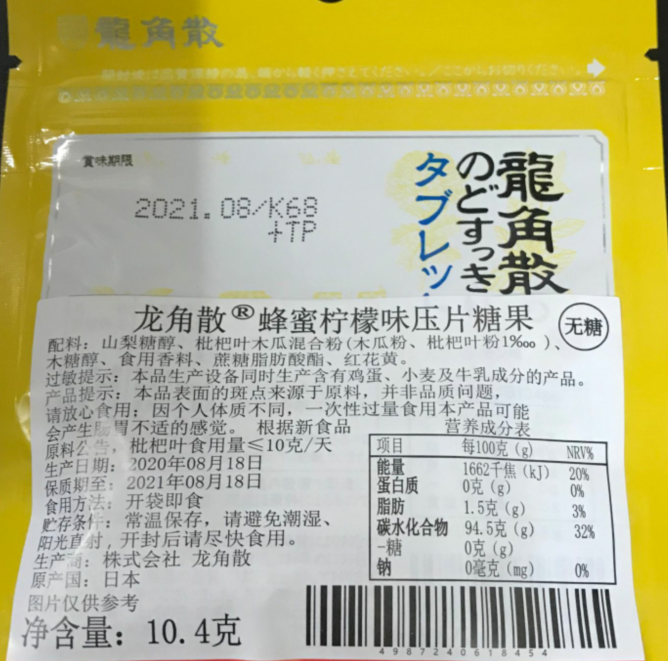 龍角散
賞味期限
2021.08/K68
+TP
龍角散
のどすっき
タブレッ
龙角散®蜂蜜柠檬味压片糖果
无糖
配料：山梨糖醇、枇杷叶木瓜混合粉(木瓜粉、枇杷叶粉1‱)、
木糖醇、食用香料、蔗糖脂肪酸酯、红花黄。
过敏提示：本品生产设备同时生产含有鸡蛋、小麦及牛乳成分的产品。
产品提示：本品表面的斑点来源于原料，并非品质问题，
请放心食用；因个人体质不同，一次性过量食用本产品可能
会产生肠胃不适的感觉。 根据新食品
原料公告，枇杷叶食用量≤10克/天
生产日期：2020年08月18日
保质期至：2021年08月18日
食用方法：开袋即食
贮存条件：常温保存，请避免潮湿、
阳光直射，开封后请尽快食用。
生产商：株式会社 龙角散
原产国：日本
图片仅供参考
净含量：10.4克
营养成分表
项目 每100克(g) NRV%
能量 1662千焦(kJ) 20%
蛋白质 0克(g) 0%
脂肪 1.5克(g) 3%
碳水化合物 94.5克(g) 32%
-糖 0克(g)
钠 0毫克(mg) 0%
4987240618454